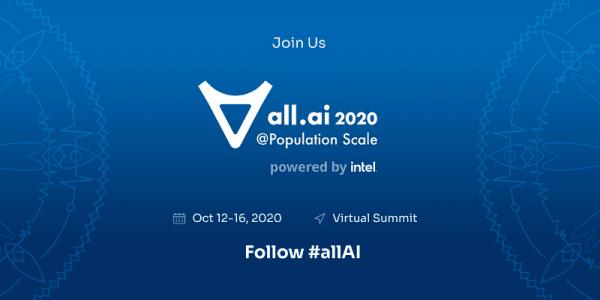 Join Us
all.ai 2020
@Population Scale
powered by intel
Oct 12-16, 2020 Virtual Summit
Follow #allAI